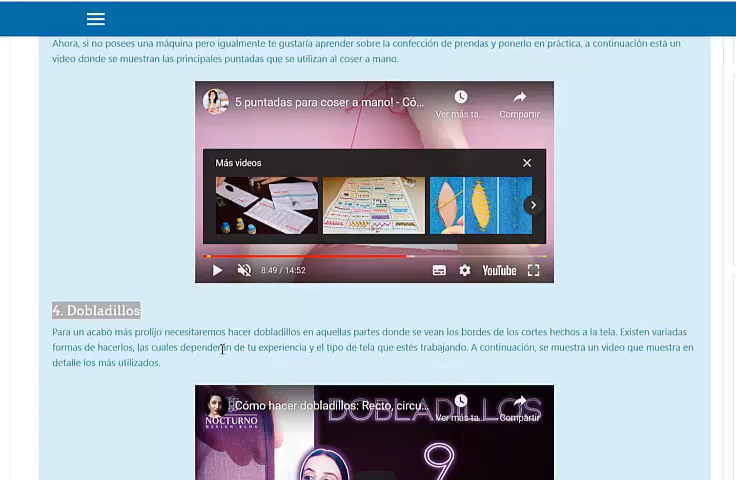 Ahora, si no posees una máquina pero igualmente te gustaría aprender sobre la confección de prendas y ponerlo en práctica, a continuación está un
video donde se muestran las principales puntadas que se utilizan al coser a mano.
5 puntadas para coser a mano! - Có...
Ver más ta...
Compartir
Más videos
8:49 / 14:52
YouTube
4. Dobladillos
Para un acabo más prolijo necesitaremos hacer dobladillos en aquellas partes donde se vean los bordes de los cortes hechos a la tela. Existen variadas
formas de hacerlos, las cuales dependerán de tu experiencia y el tipo de tela que estés trabajando. A continuación, se muestra un video que muestra en
detalle los más utilizados.
Cómo hacer dobladillos: Recto, circu...
DOBLADILLOS
Ver más ta...
Compartir
NOCTURNO
DESIGN BLOG
9